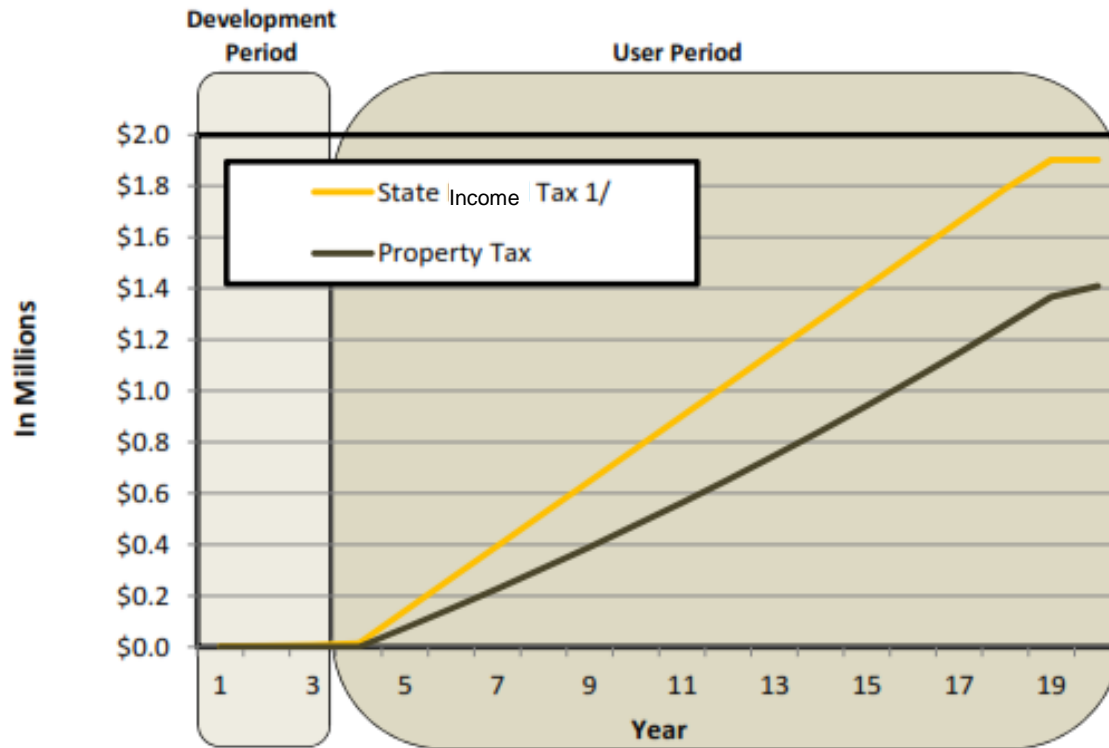 Development
Period
User Period
$2.0
$1.8
$1.6
$1.4
$1.2
$1.0
$0.8
$0.6
$0.4
$0.2
$0.0
In Millions
State Income Tax 1/
Property Tax
1 3 5 7 9 11 13 15 17 19
Year